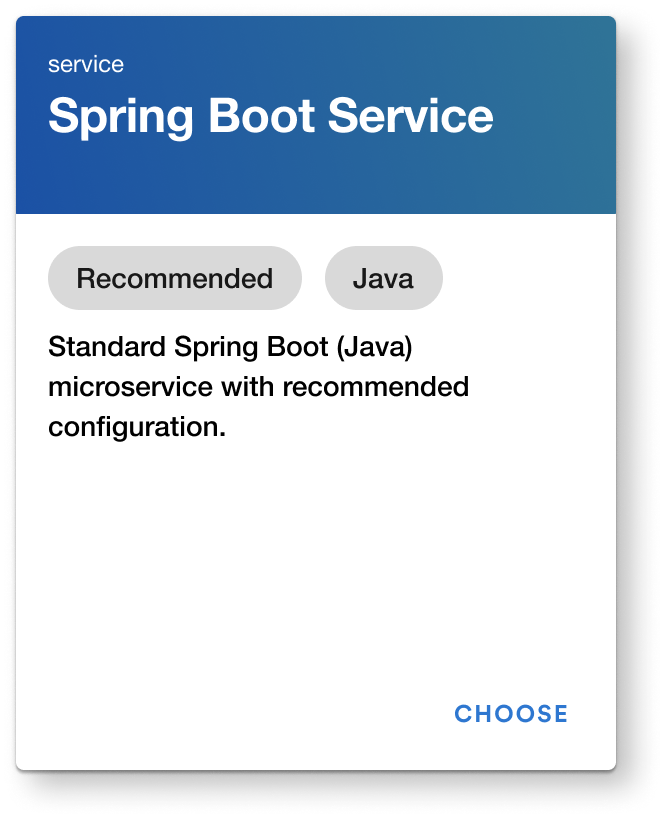 service
Spring Boot Service
Recommended Java
Standard Spring Boot (Java)
microservice with recommended
configuration.
CHOOSE